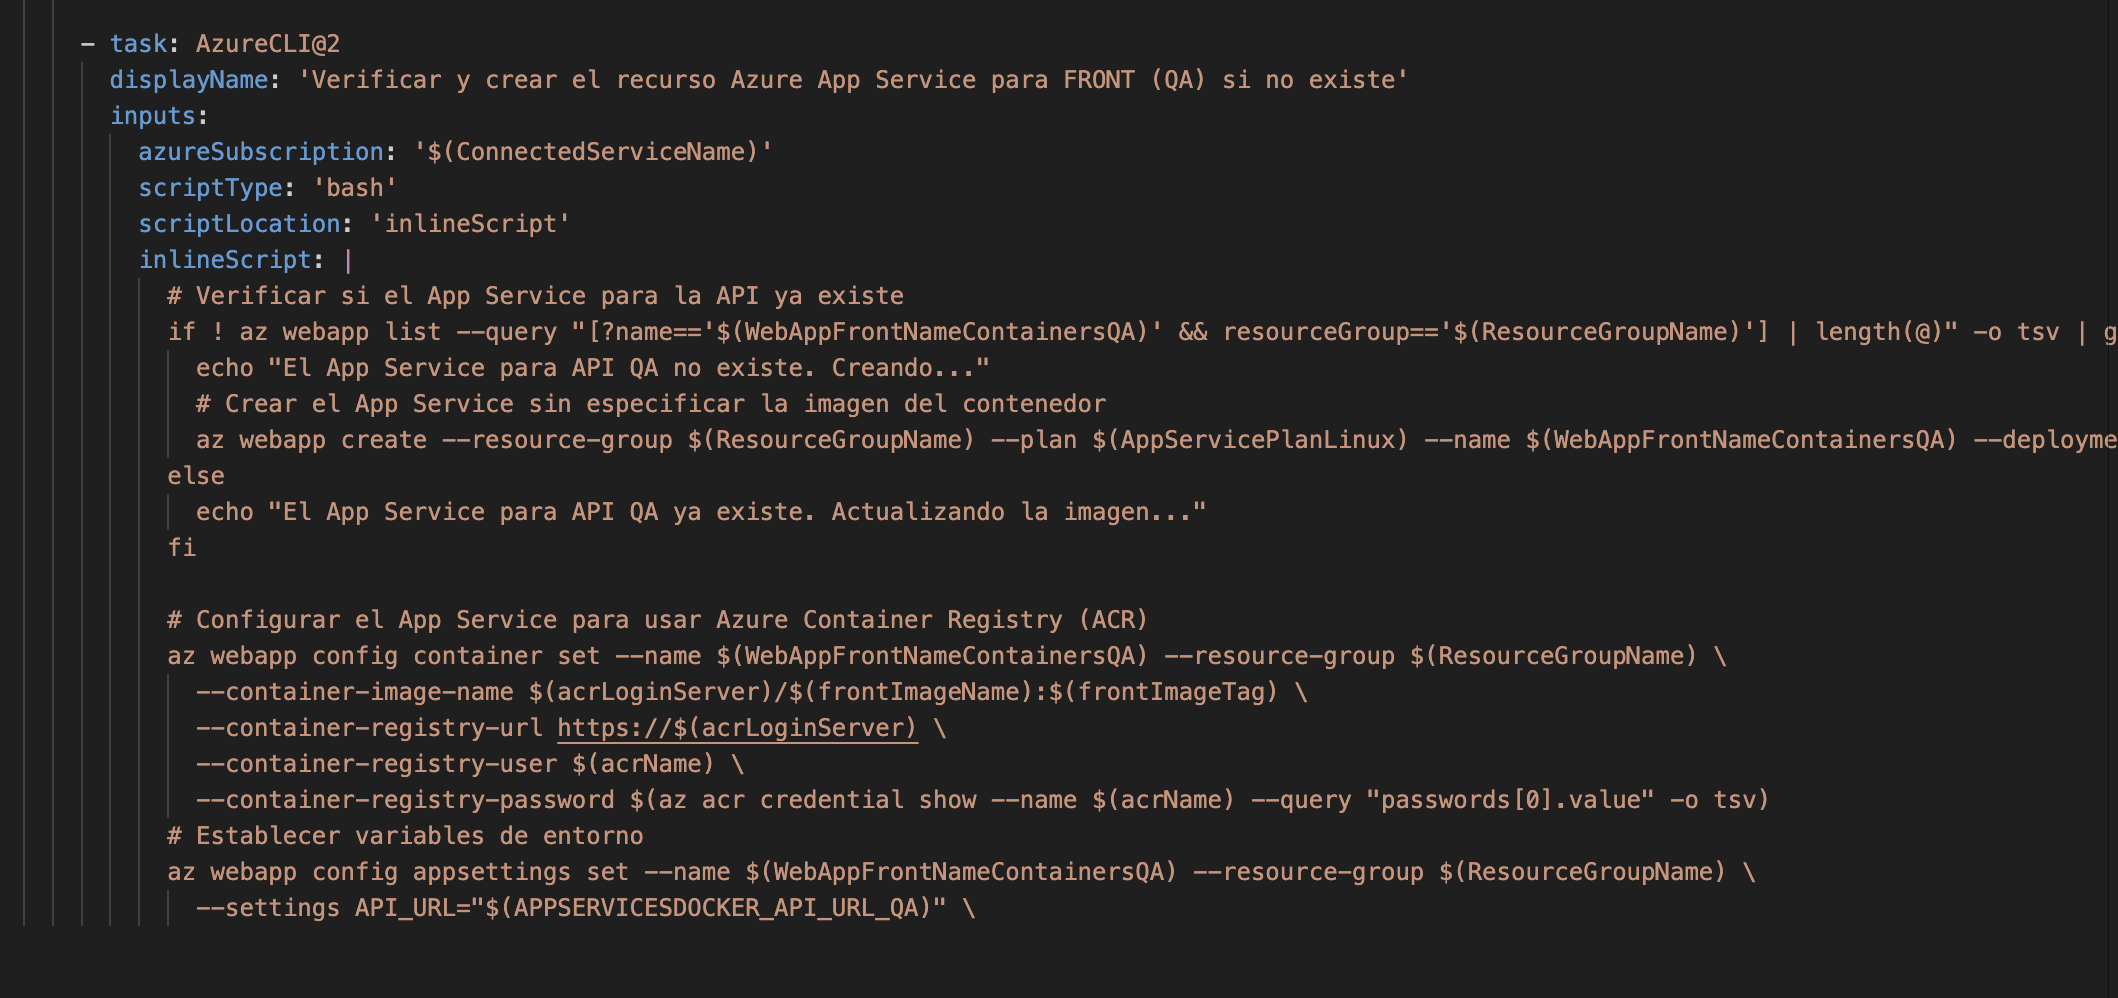 - task: AzureCLI@2
displayName: 'Verificar y crear el recurso Azure App Service para FRONT (QA) si no existe'
inputs:
azureSubscription: '$(ConnectedServiceName)'
scriptType: 'bash'
scriptLocation: 'inlineScript'
inlineScript: |
# Verificar si el App Service para la API ya existe
if ! az webapp list --query "[?name=='$(WebAppFrontNameContainersQA)' && resourceGroup=='$(ResourceGroupName)'] | length(@)" -o tsv | g
echo "El App Service para API QA no existe. Creando..."
# Crear el App Service sin especificar la imagen del contenedor
az webapp create --resource-group $(ResourceGroupName) --plan $(AppServicePlanLinux) --name $(WebAppFrontNameContainersQA) --deployme
else
echo "El App Service para API QA ya existe. Actualizando la imagen..."
fi
# Configurar el App Service para usar Azure Container Registry (ACR)
az webapp config container set --name $(WebAppFrontNameContainersQA) --resource-group $(ResourceGroupName) \
--container-image-name $(acrLoginServer)/$(frontImageName):$(frontImageTag) \
--container-registry-url https://$(acrLoginServer) \
--container-registry-user $(acrName) \
--container-registry-password $(az acr credential show --name $(acrName) --query "passwords[0].value" -o tsv)
# Establecer variables de entorno
az webapp config appsettings set --name $(WebAppFrontNameContainersQA) --resource-group $(ResourceGroupName) \
--settings API_URL="$(APPSERVICESDOCKER_API_URL_QA)" \